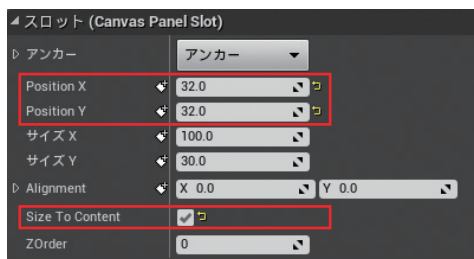 スロット (Canvas Panel Slot)
アンカー アンカー
Position X 32.0
Position Y 32.0
サイズ X 100.0
サイズ Y 30.0
Alignment X 0.0 Y 0.0
Size To Content
ZOrder 0